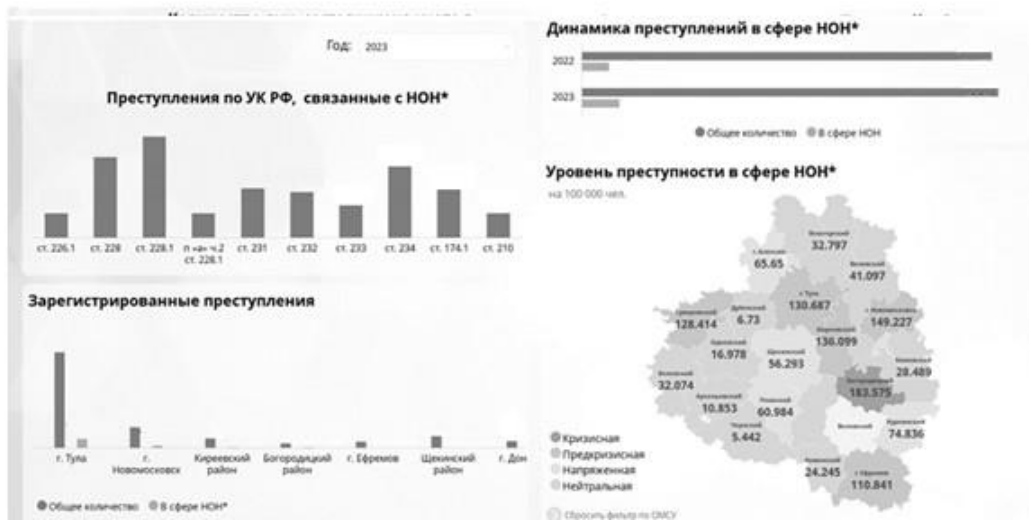 Год: 2023
Преступления по УК РФ, связанные с НОН*
ст. 226.1
ст. 228
ст. 228.1
п «а» ч.2
ст. 228.1
ст. 231
ст. 232
ст. 233
ст. 234
ст. 174.1
ст. 210
Зарегистрированные преступления
г. Тула
г.
Новомосковск
Киреевский
район
Богородицкий
район
г. Ефремов
Щекинский
район
г. Дон
Общее количество
В сфере НОН*
Динамика преступлений в сфере НОН*
2022
2023
Общее количество
В сфере НОН
Уровень преступности в сфере НОН*
на 100 000 чел.
32.797
65.65
41.097
г. Тула
130.687
128.414
6.73
149.227
136.099
16.978
Щекинский
56.293
28.489
32.074
183.575
10.853
60.984
74.836
5.442
24.245
г. Ефремов
110.841
Кризисная
Предкризисная
Напряженная
Нейтральная
Сбросить фильтр по ОМСУ